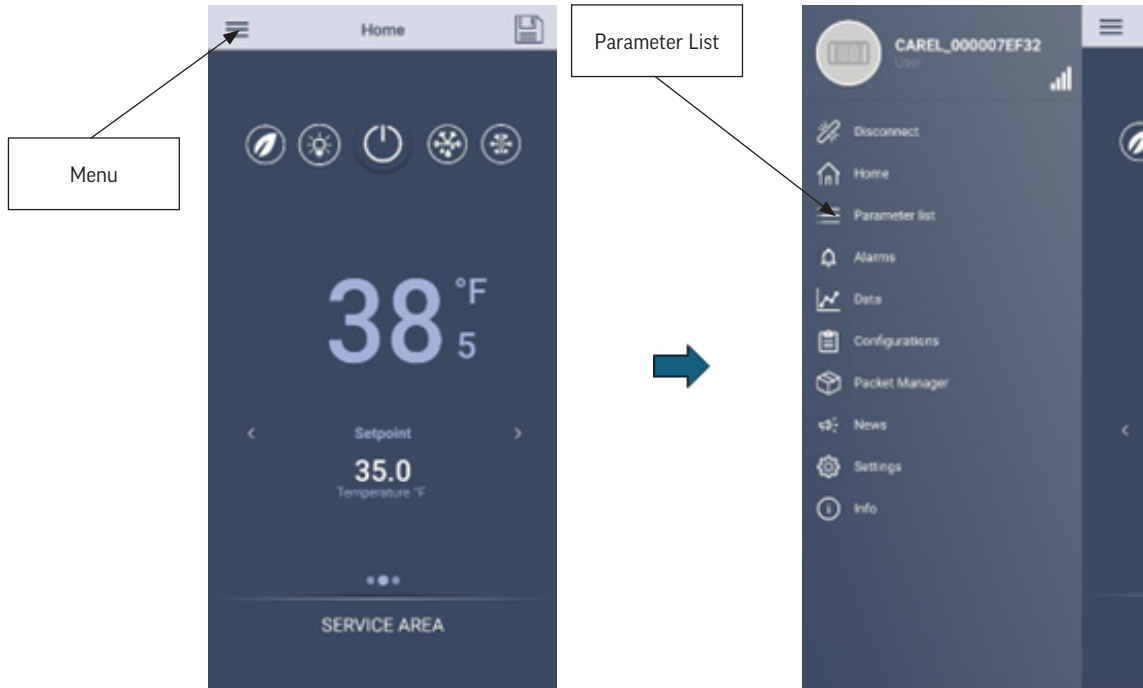 Menu
Home
38 °F
5
Setpoint
35.0
Temperature °F
SERVICE AREA
Parameter List
CAREL_000007EF32
User
Disconnect
Home
Parameter list
Alarms
Data
Configurations
Packet Manager
News
Settings
Info